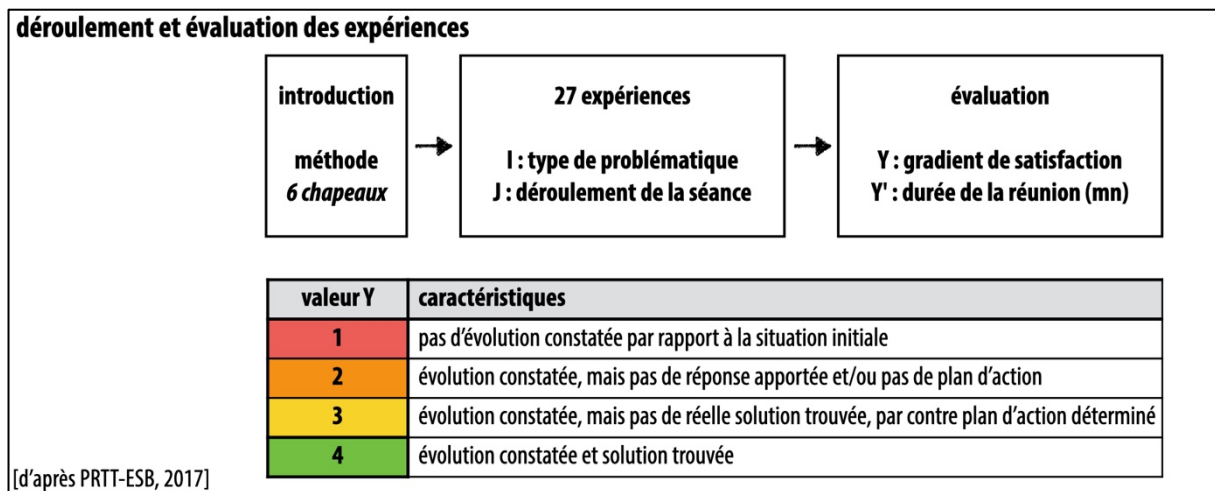 déroulement et évaluation des expériences
introduction
méthode
6 chapeaux
27 expériences
I : type de problématique
J : déroulement de la séance
évaluation
Y : gradient de satisfaction
Y' : durée de la réunion (mn)
valeur Y caractéristiques
1 pas d'évolution constatée par rapport à la situation initiale
2 évolution constatée, mais pas de réponse apportée et/ou pas de plan d'action
3 évolution constatée, mais pas de réelle solution trouvée, par contre plan d'action déterminé
4 évolution constatée et solution trouvée
[d'après PRTT-ESB, 2017]